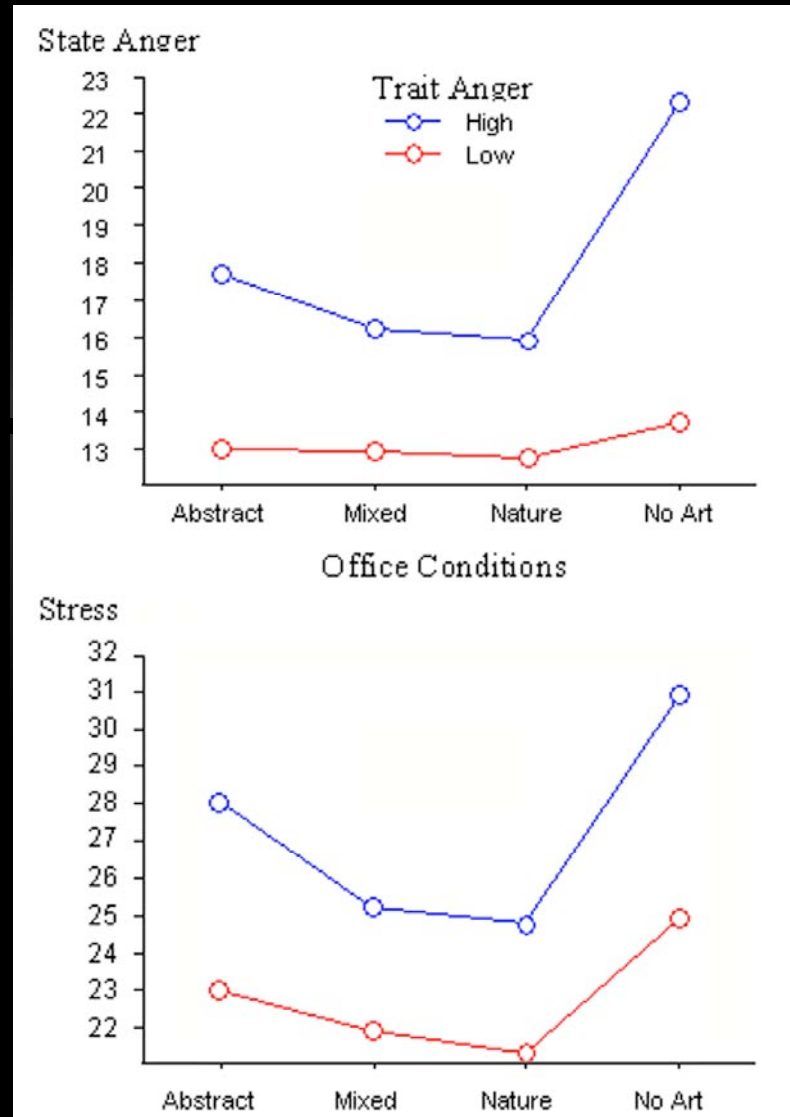 State Anger
Trait Anger
High
Low
23
22
21
20
19
18
17
16
15
14
13
Abstract Mixed Nature No Art
Office Conditions
Stress
32
31
30
29
28
27
26
25
24
23
22
Abstract Mixed Nature No Art